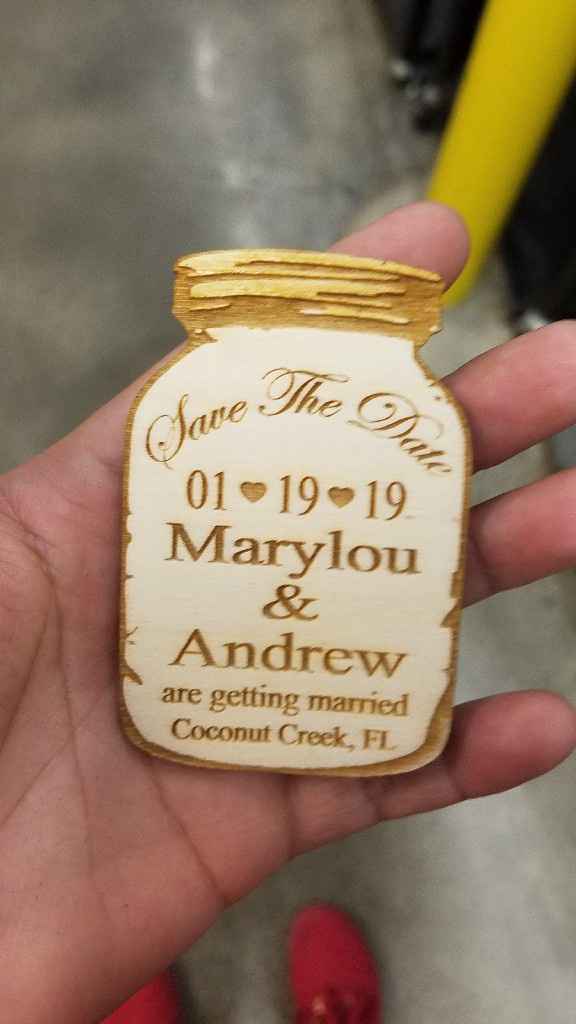 Save The Date
01 ♥ 19 ♥ 19
Marylou
&
Andrew
are getting married
Coconut Creek, FL